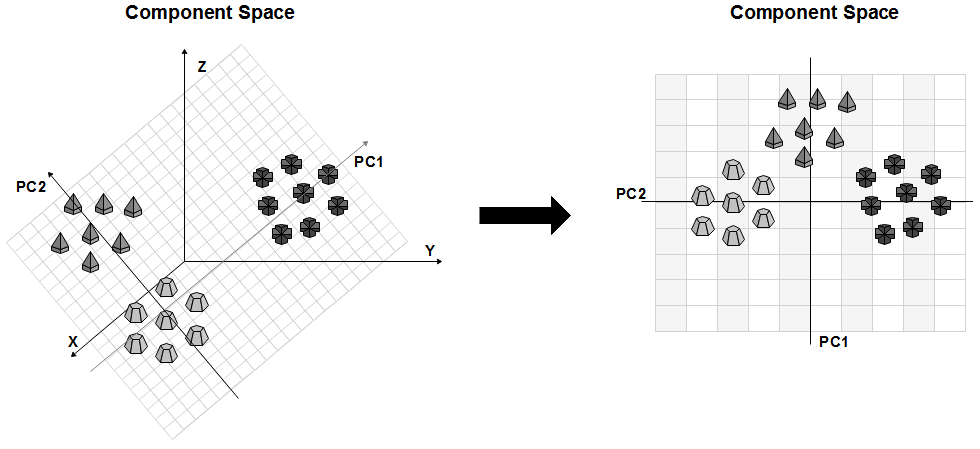 Component Space
Component Space
Z
PC1
PC2
PC2
Y
X
PC1